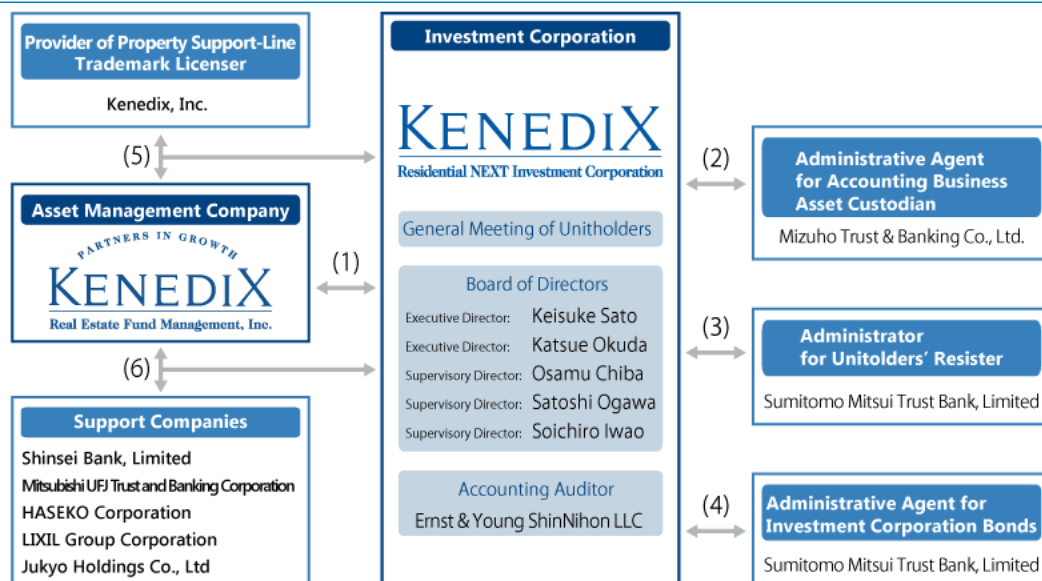 Provider of Property Support-Line
Trademark Licenser
Kenedix, Inc.
(5)
Asset Management Company
PARTNERS IN GROWTH
KENEDIX
Real Estate Fund Management, Inc.
(6)
Support Companies
Shinsei Bank, Limited
Mitsubishi UFJ Trust and Banking Corporation
HASEKO Corporation
LIXIL Group Corporation
Jukyo Holdings Co., Ltd
(1)
Investment Corporation
KENEDIX
Residential NEXT Investment Corporation
General Meeting of Unitholders
Board of Directors
Executive Director: Keisuke Sato
Executive Director: Katsue Okuda
Supervisory Director: Osamu Chiba
Supervisory Director: Satoshi Ogawa
Supervisory Director: Soichiro Iwao
Accounting Auditor
Ernst & Young ShinNihon LLC
(2)
Administrative Agent
for Accounting Business
Asset Custodian
Mizuho Trust & Banking Co., Ltd.
(3)
Administrator
for Unitolders' Resister
Sumitomo Mitsui Trust Bank, Limited
(4)
Administrative Agent for
Investment Corporation Bonds
Sumitomo Mitsui Trust Bank, Limited